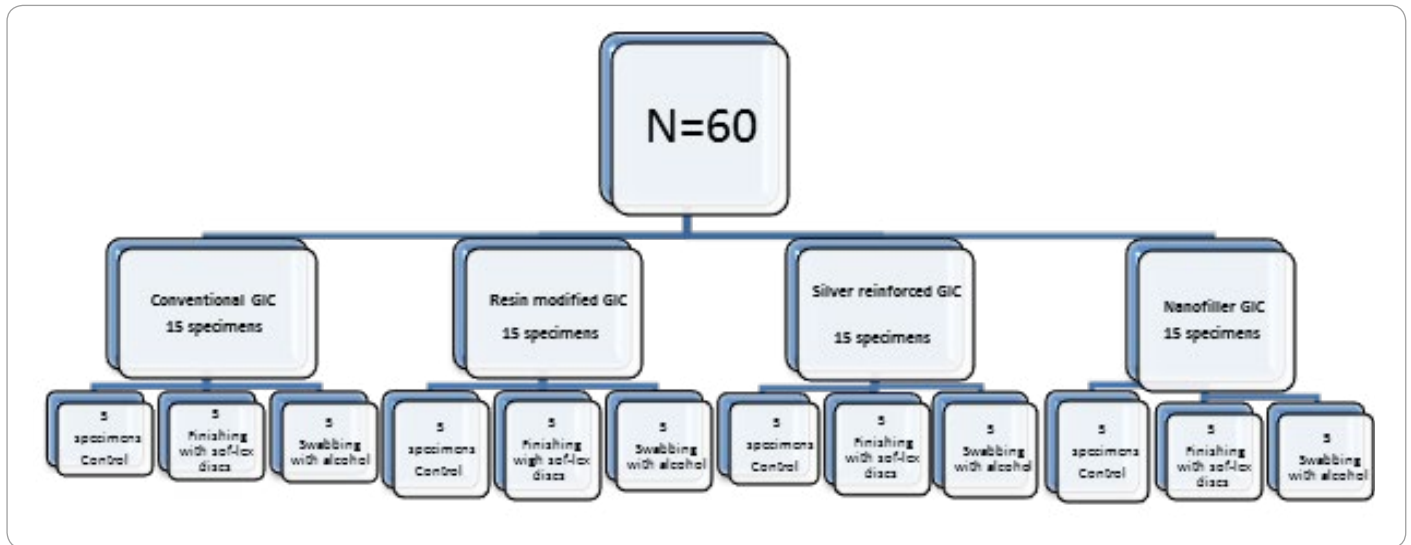 N=60
Conventional GIC
15 specimens
Resin modified GIC
15 specimens
Silver reinforced GIC
15 specimens
Nanofiller GIC
15 specimens
5
specimens
Control
5
Finishing
with sof-lex
discs
5
Swabbing
with alcohol
5
specimens
Control
5
Finishing
wigh sof-lex
discs
5
Swabbing
with alcohol
5
specimens
Control
5
Finishing
with sof-lex
discs
5
Swabbing
with alcohol
5
specimens
Control
5
Finishing
with sof-lex
discs
5
Swabbing
with alcohol